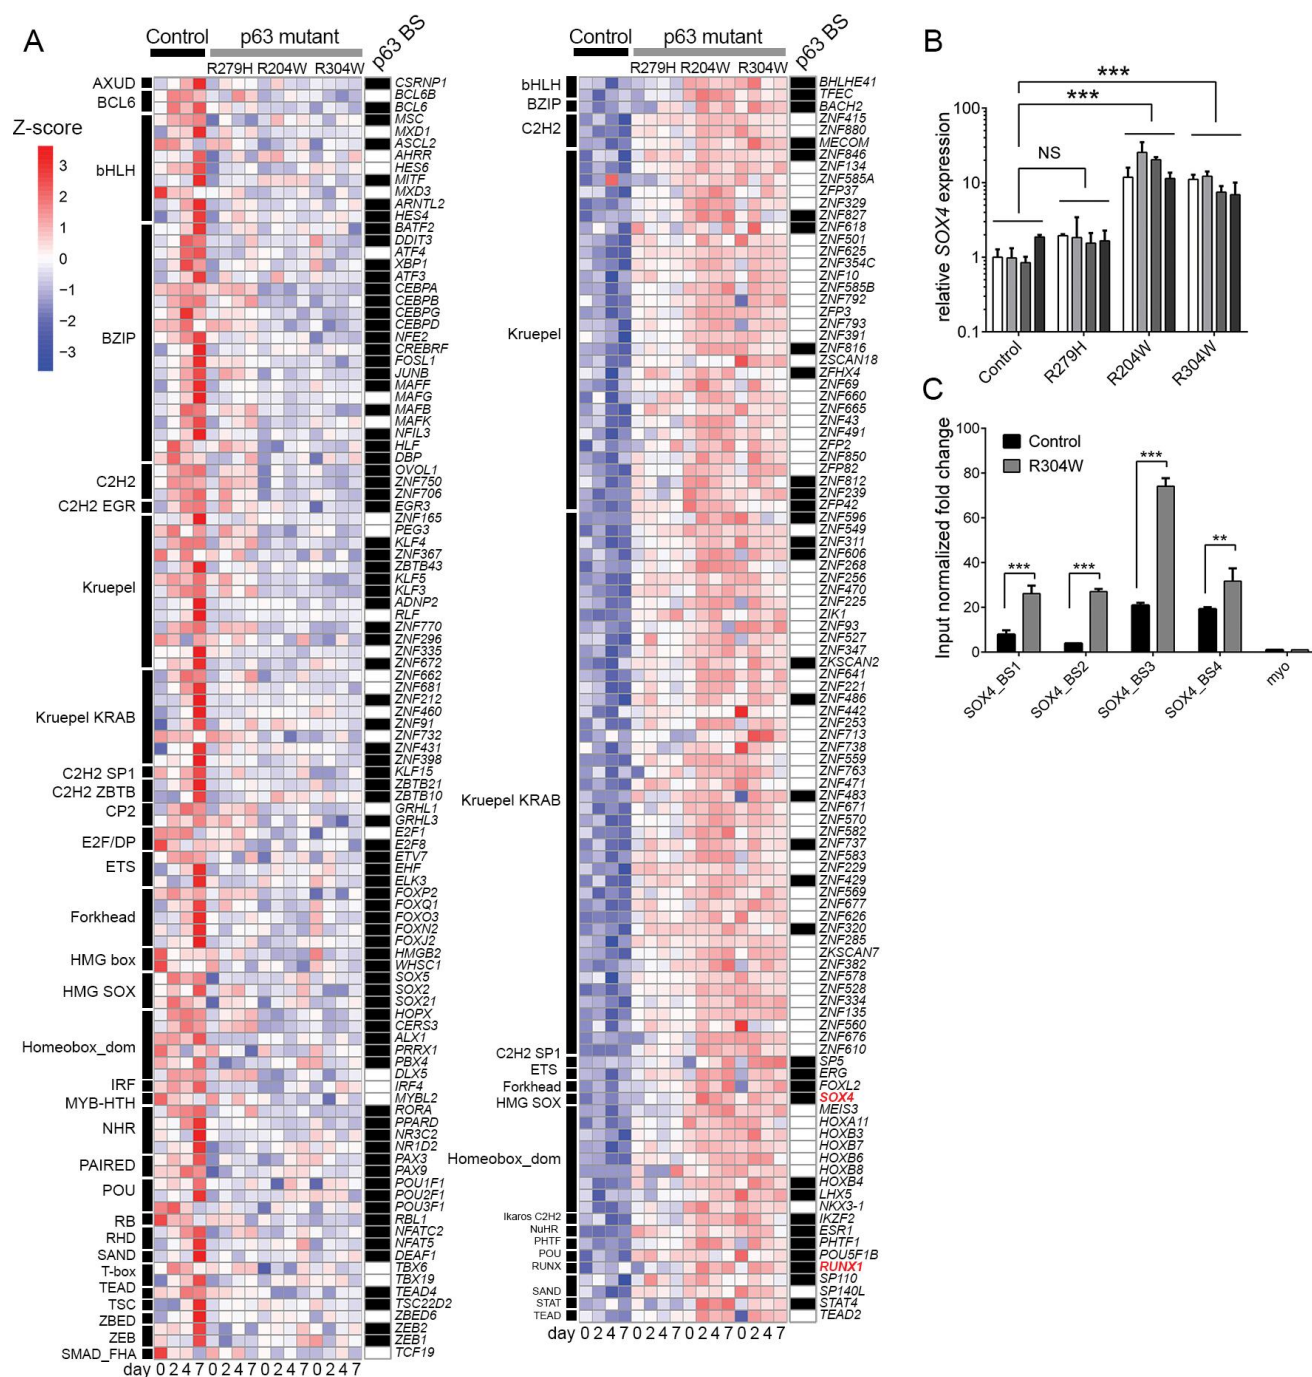 A
Control
p63 mutant
p63 BS
R279H R204W R304W
Z-score
3
2
1
0
−1
−2
−3
AXUD
BCL6
bHLH
BZIP
C2H2
C2H2 EGR
Kruepel
Kruepel KRAB
C2H2 SP1
C2H2 ZBTB
CP2
E2F/DP
ETS
Forkhead
HMG box
HMG SOX
Homeobox_dom
IRF
MYB-HTH
NHR
PAIRED
POU
RB
RHD
SAND
T-box
TEAD
TSC
ZBED
ZEB
SMAD_FHA
CSRNP1
BCL6B
BCL6
MSC
MXD1
ASCL2
AHRR
HES6
MITF
MXD3
ARNTL2
HES4
BATF2
DDIT3
ATF4
XBP1
ATF3
CEBPA
CEBPB
CEBPG
CEBPD
NFE2
CREBRF
FOSL1
JUNB
MAFF
MAFG
MAFB
MAFK
NFIL3
HLF
DBP
OVOL1
ZNF750
ZNF706
EGR3
ZNF165
PEG3
KLF4
ZNF367
ZBTB43
KLF5
KLF3
ADNP2
RLF
ZNF770
ZNF296
ZNF335
ZNF672
ZNF662
ZNF681
ZNF212
ZNF460
ZNF91
ZNF732
ZNF431
ZNF398
KLF15
ZBTB21
ZBTB10
GRHL1
GRHL3
E2F1
E2F8
ETV7
EHF
ELK3
FOXP2
FOXQ1
FOXO3
FOXN2
FOXJ2
HMGB2
WHSC1
SOX5
SOX2
SOX21
HOPX
CERS3
ALX1
PRRX1
PBX4
DLX5
IRF4
MYBL2
RORA
PPARD
NR3C2
NR1D2
PAX3
PAX9
POU1F1
POU2F1
POU3F1
RBL1
NFATC2
NFAT5
DEAF1
TBX6
TBX19
TEAD4
TSC22D2
ZBED6
ZEB2
ZEB1
TCF19
day 0 2 4 7 0 2 4 7 0 2 4 7 0 2 4 7
Control
p63 mutant
p63 BS
R279H R204W R304W
bHLH
BZIP
C2H2
Kruepel
Kruepel KRAB
C2H2 SP1
ETS
Forkhead
HMG SOX
Homeobox_dom
Ikaros C2H2
NuHR
PHTF
POU
RUNX
SAND
STAT
TEAD
BHLHE41
TFEC
BACH2
ZNF415
ZNF880
MECOM
ZNF846
ZNF134
ZNF585A
ZFP37
ZNF329
ZNF827
ZNF618
ZNF501
ZNF625
ZNF354C
ZNF10
ZNF585B
ZNF792
ZFP3
ZNF793
ZNF391
ZNF816
ZSCAN18
ZFHX4
ZNF69
ZNF660
ZNF665
ZNF43
ZNF491
ZFP2
ZNF850
ZFP82
ZNF812
ZNF239
ZFP42
ZNF596
ZNF549
ZNF311
ZNF606
ZNF268
ZNF256
ZNF470
ZNF225
ZIK1
ZNF93
ZNF527
ZNF347
ZKSCAN2
ZNF641
ZNF221
ZNF486
ZNF442
ZNF253
ZNF713
ZNF738
ZNF559
ZNF763
ZNF471
ZNF483
ZNF671
ZNF570
ZNF582
ZNF737
ZNF583
ZNF229
ZNF429
ZNF569
ZNF677
ZNF626
ZNF320
ZNF285
ZKSCAN7
ZNF382
ZNF578
ZNF528
ZNF334
ZNF135
ZNF560
ZNF676
ZNF610
SP5
ERG
FOXL2
SOX4
MEIS3
HOXA11
HOXB3
HOXB7
HOXB6
HOXB8
HOXB4
LHX5
NKX3-1
IKZF2
ESR1
PHTF1
POU5F1B
RUNX1
SP110
SP140L
STAT4
TEAD2
day 0 2 4 7 0 2 4 7 0 2 4 7 0 2 4 7
B
***
***
NS
relative SOX4 expression
100
10
1
0.1
Control
R279H
R204W
R304W
C
Control
R304W
Input normalized fold change
100
80
60
40
20
0
***
***
***
**
SOX4_BS1
SOX4_BS2
SOX4_BS3
SOX4_BS4
myo